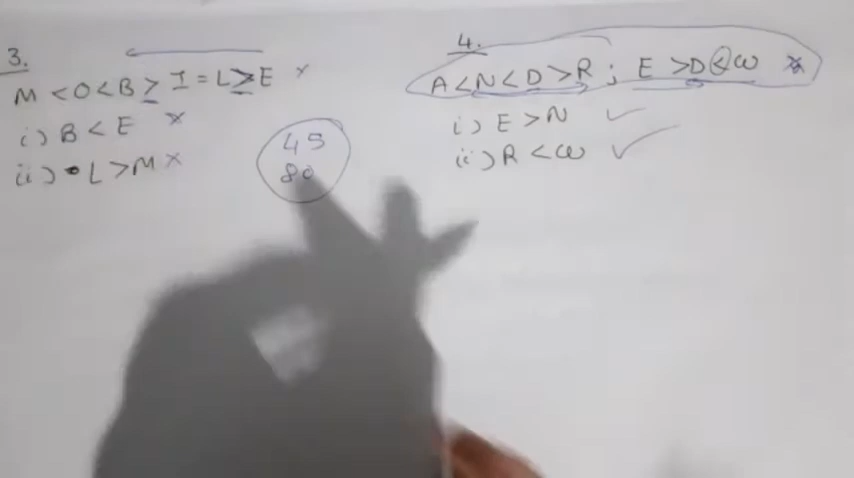 3.
M < O < B ≥ I = L ≥ E ×
i) B < E ×
ii) L > M ×
45
80
4.
A < N < D > R ; E > D < W
i) E > N ✓
ii) R < W ✓